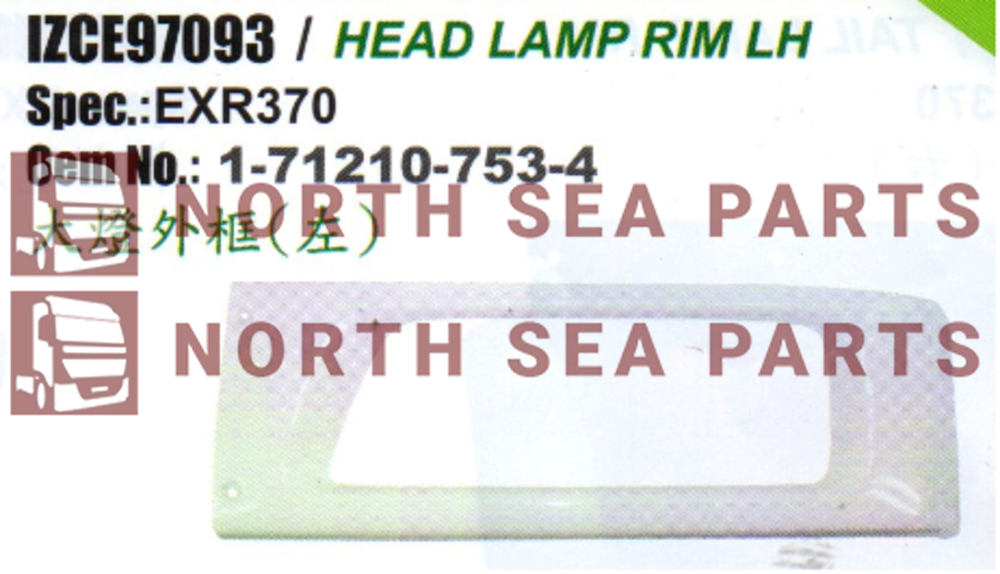 IZCE97093 / HEAD LAMP RIM LH
Spec.:EXR370
Oem No.: 1-71210-753-4
大燈外框(左)
NORTH SEA PARTS
NORTH SEA PARTS